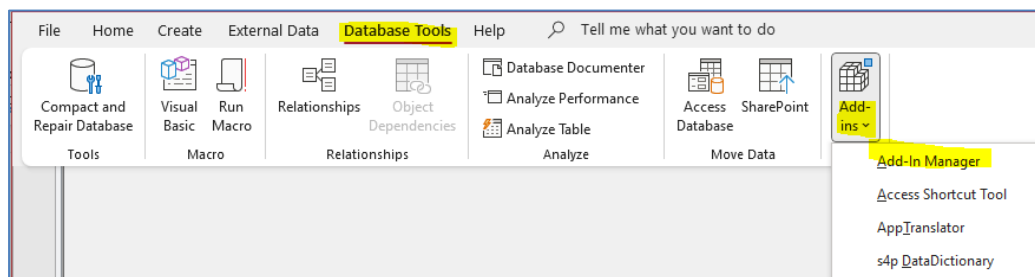 File Home Create External Data Database Tools Help Tell me what you want to do
Compact and
Repair Database
Tools
Visual
Basic
Run
Macro
Macro
Relationships
Object
Dependencies
Relationships
Database Documenter
Analyze Performance
Analyze Table
Analyze
Access
Database
SharePoint
Move Data
Add-
ins
Add-In Manager
Access Shortcut Tool
AppTranslator
s4p DataDictionary